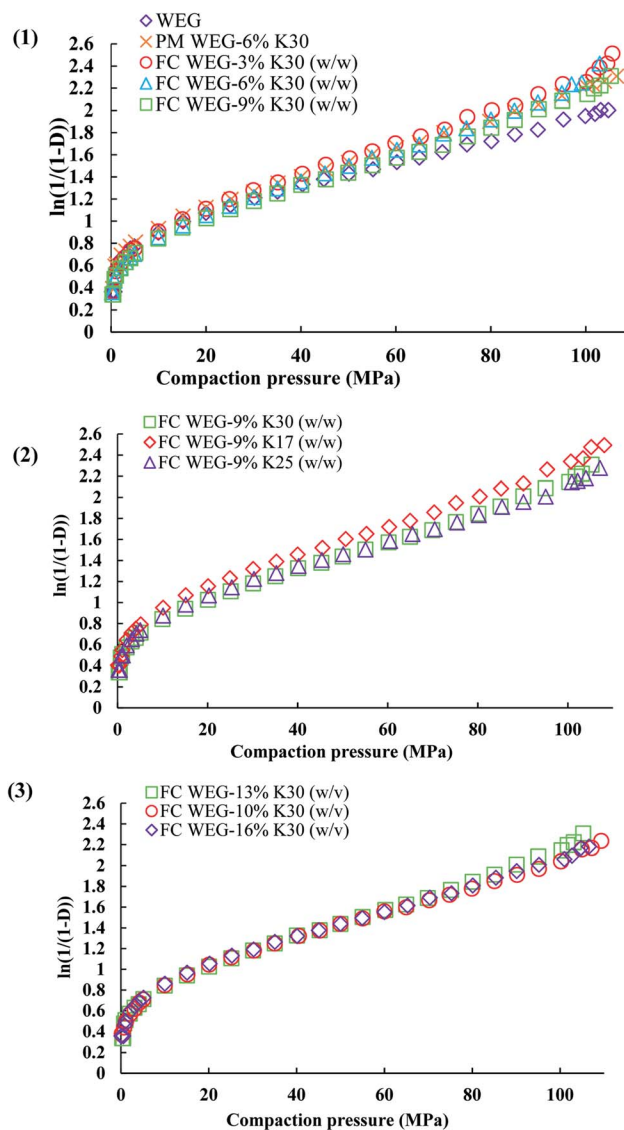 (1)
WEG
PM WEG-6% K30
FC WEG-3% K30 (w/w)
FC WEG-6% K30 (w/w)
FC WEG-9% K30 (w/w)
ln(1/(1-D))
2.6
2.4
2.2
2
1.8
1.6
1.4
1.2
1
0.8
0.6
0.4
0.2
0
0 20 40 60 80 100
Compaction pressure (MPa)
(2)
FC WEG-9% K30 (w/w)
FC WEG-9% K17 (w/w)
FC WEG-9% K25 (w/w)
ln(1/(1-D))
2.6
2.4
2.2
2
1.8
1.6
1.4
1.2
1
0.8
0.6
0.4
0.2
0
0 20 40 60 80 100
Compaction pressure (MPa)
(3)
FC WEG-13% K30 (w/v)
FC WEG-10% K30 (w/v)
FC WEG-16% K30 (w/v)
ln(1/(1-D))
2.6
2.4
2.2
2
1.8
1.6
1.4
1.2
1
0.8
0.6
0.4
0.2
0
0 20 40 60 80 100
Compaction pressure (MPa)